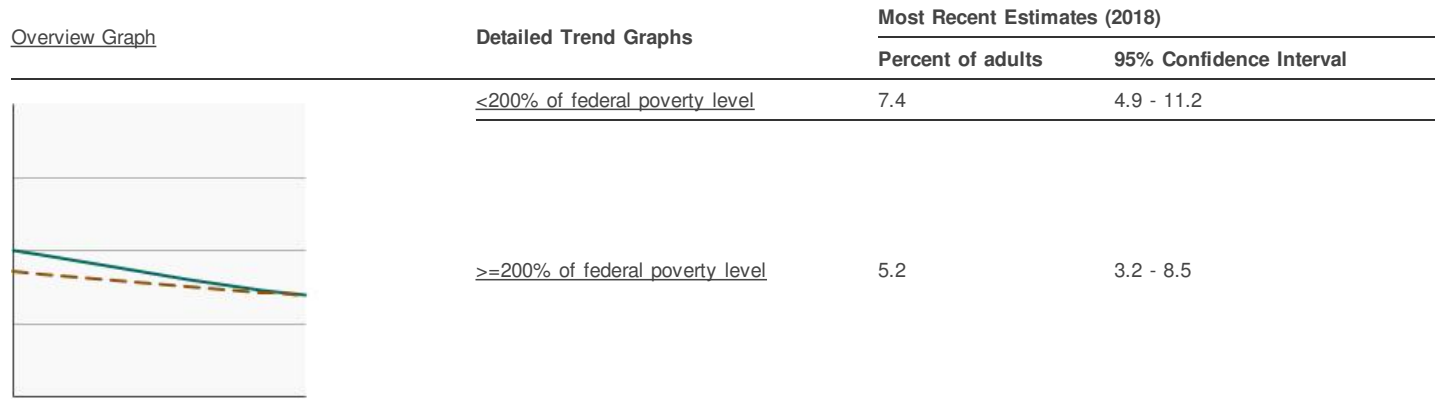 Overview Graph Detailed Trend Graphs Most Recent Estimates (2018)
Percent of adults 95% Confidence Interval
<200% of federal poverty level 7.4 4.9 - 11.2
>=200% of federal poverty level 5.2 3.2 - 8.5